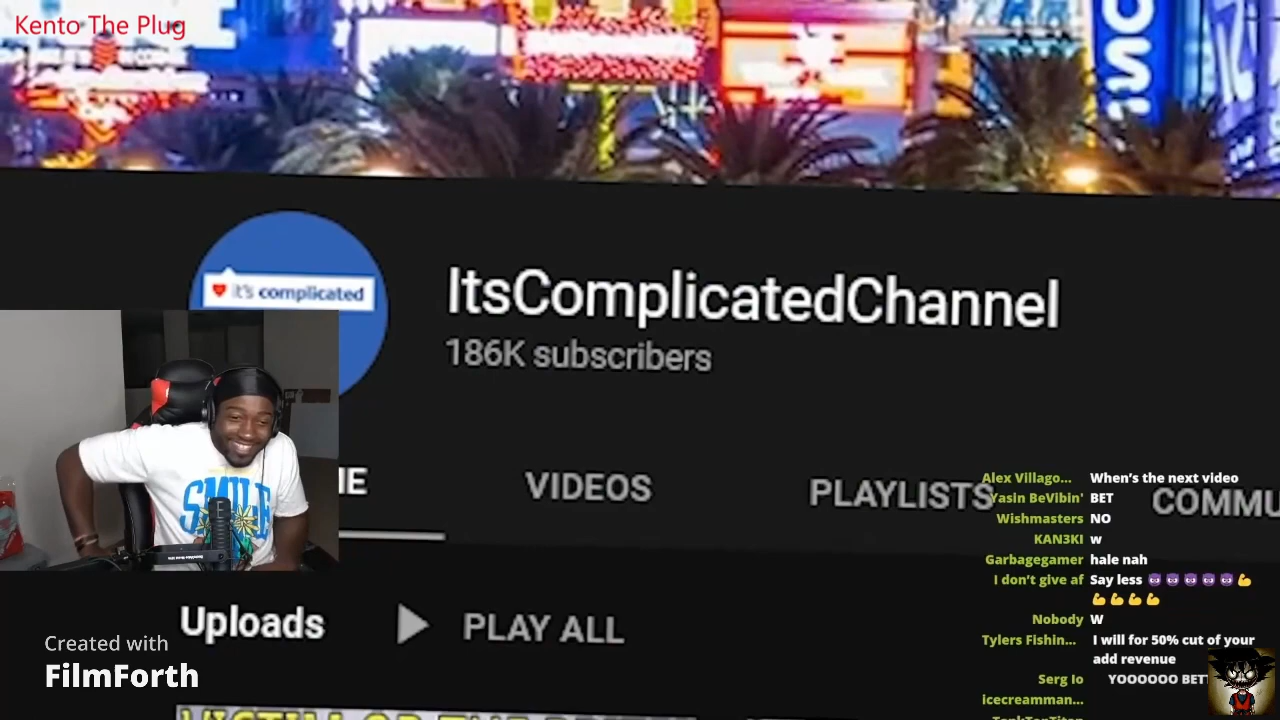 Kento The Plug
it's complicated
ItsComplicatedChannel
186K subscribers
VIDEOS
PLAYLISTS
Uploads
PLAY ALL
SMILE
Created with
FilmForth
Alex Villago... When's the next video
Yasin BeVibin' BET
Wishmasters NO
KAN3KI w
Garbagegamer hale nah
I don't give af Say less 😈😈😈😈😈💪
💪💪💪💪
Nobody W
Tylers Fishin... I will for 50% cut of your
add revenue
Serg Io YOOOOOO
icecreamman...